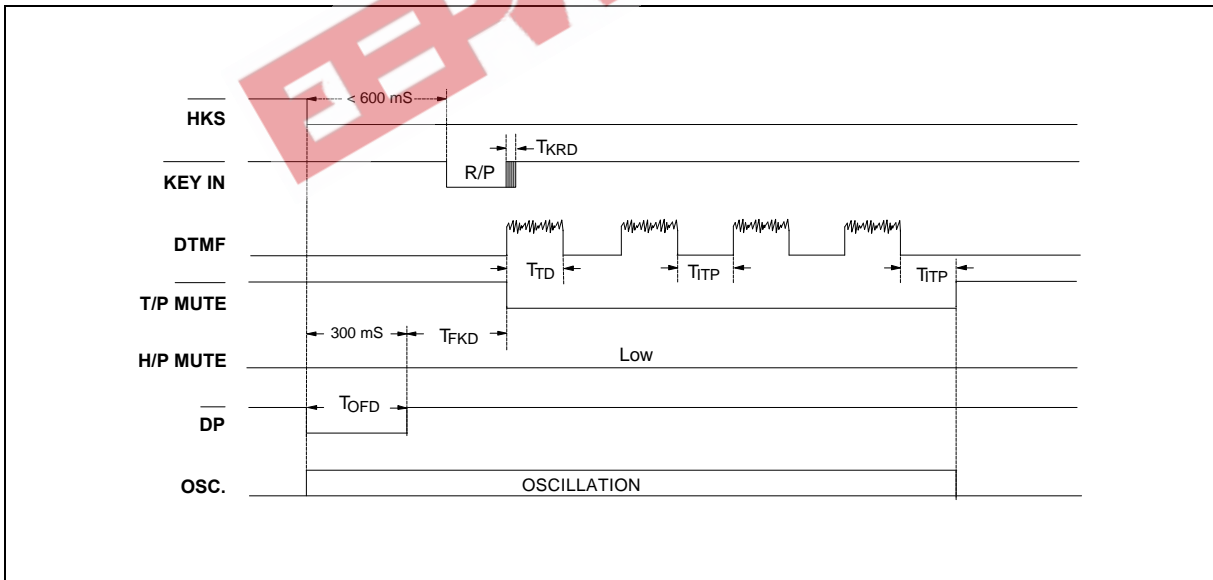 < 600 mS
HKS
TKRD
R/P
KEY IN
DTMF
TTD
TITP
TITP
T/P MUTE
300 mS
TFKD
H/P MUTE
Low
TOFD
DP
OSC.
OSCILLATION